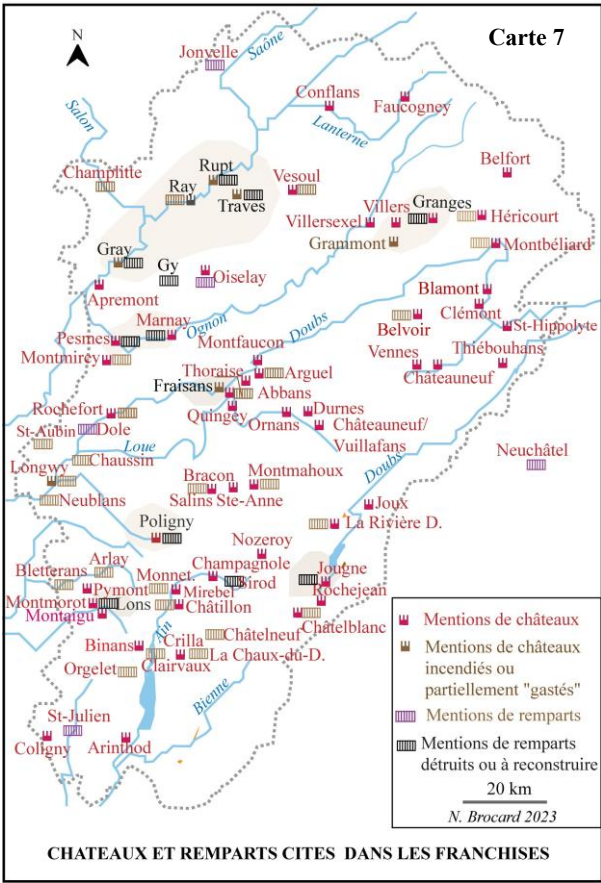 Carte 7
N
Jonvelle
Saône
Conflans
Faucogney
Salon
Lanterne
Belfort
Champlitte
Rupt
Ray
Vesoul
Traves
Villers
Granges
Héricourt
Villersexel
Grammont
Montbéliard
Gray
Gy
Oiselay
Apremont
Blamont
Clémont
Marnay
Ognon
Doubs
Belvoir
St-Hippolyte
Pesmes
Montfaucon
Vennes
Thiébouhans
Montmirey
Thoraise
Arguel
Châteauneuf
Fraisans
Abbans
Rochefort
Quingey
Ornans
Durnes
Dole
Châteauneuf/
Vuillafans
St-Aubin
Loue
Doubs
Neuchâtel
Chaussin
Longwy
Bracon
Montmahoux
Neublans
Salins
Ste-Anne
Joux
La Rivière D.
Poligny
Nozeroy
Bletterans
Arlay
Champagnole
Monnet.
Sirod
Jougne
Pymont
Mirebel
Rochejean
Montmorot
Lons
Châtillon
Châtelblanc
Montaigu
Ain
Châtelneuf
Binans
Crilla
La Chaux-du-D.
Clairvaux
Orgelet
Bienne
St-Julien
Coligny
Arinthod
Mentions de châteaux
Mentions de châteaux
incendiés ou
partiellement "gastés"
Mentions de remparts
Mentions de remparts
détruits ou à reconstruire
20 km
N. Brocard 2023
CHATEAUX ET REMPARTS CITES DANS LES FRANCHISES